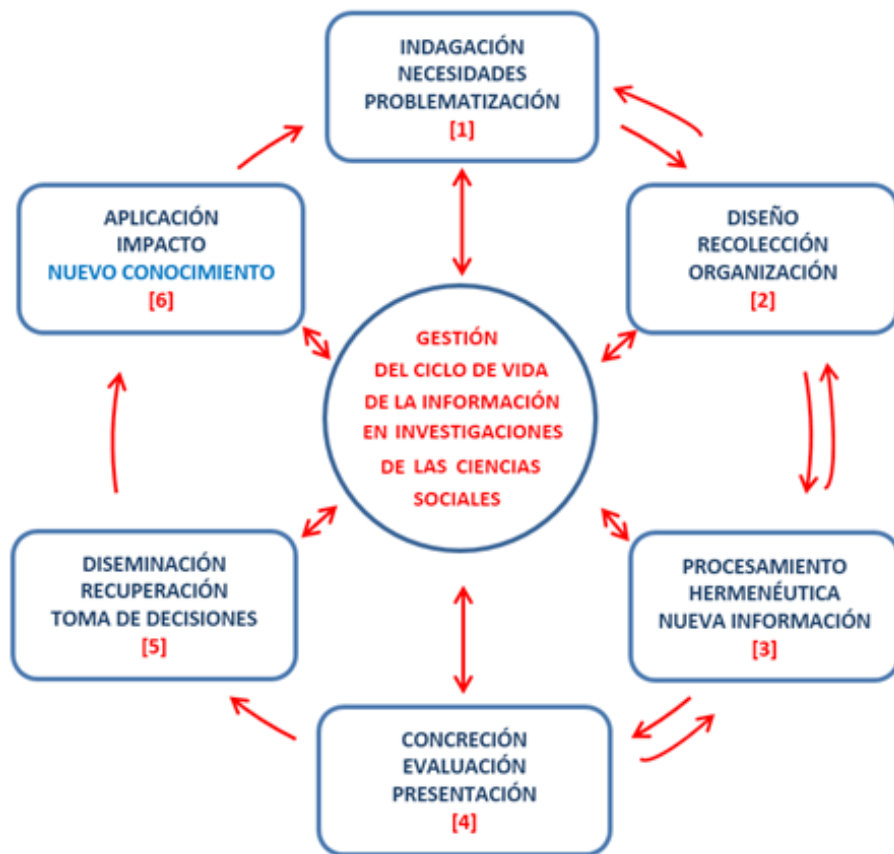 INDAGACIÓN
NECESIDADES
PROBLEMATIZACIÓN
[1]
DISEÑO
RECOLECCIÓN
ORGANIZACIÓN
[2]
PROCESAMIENTO
HERMENÉUTICA
NUEVA INFORMACIÓN
[3]
CONCRECIÓN
EVALUACIÓN
PRESENTACIÓN
[4]
DISEMINACIÓN
RECUPERACIÓN
TOMA DE DECISIONES
[5]
APLICACIÓN
IMPACTO
NUEVO CONOCIMIENTO
[6]
GESTIÓN
DEL CICLO DE VIDA
DE LA INFORMACIÓN
EN INVESTIGACIONES
DE LAS CIENCIAS
SOCIALES